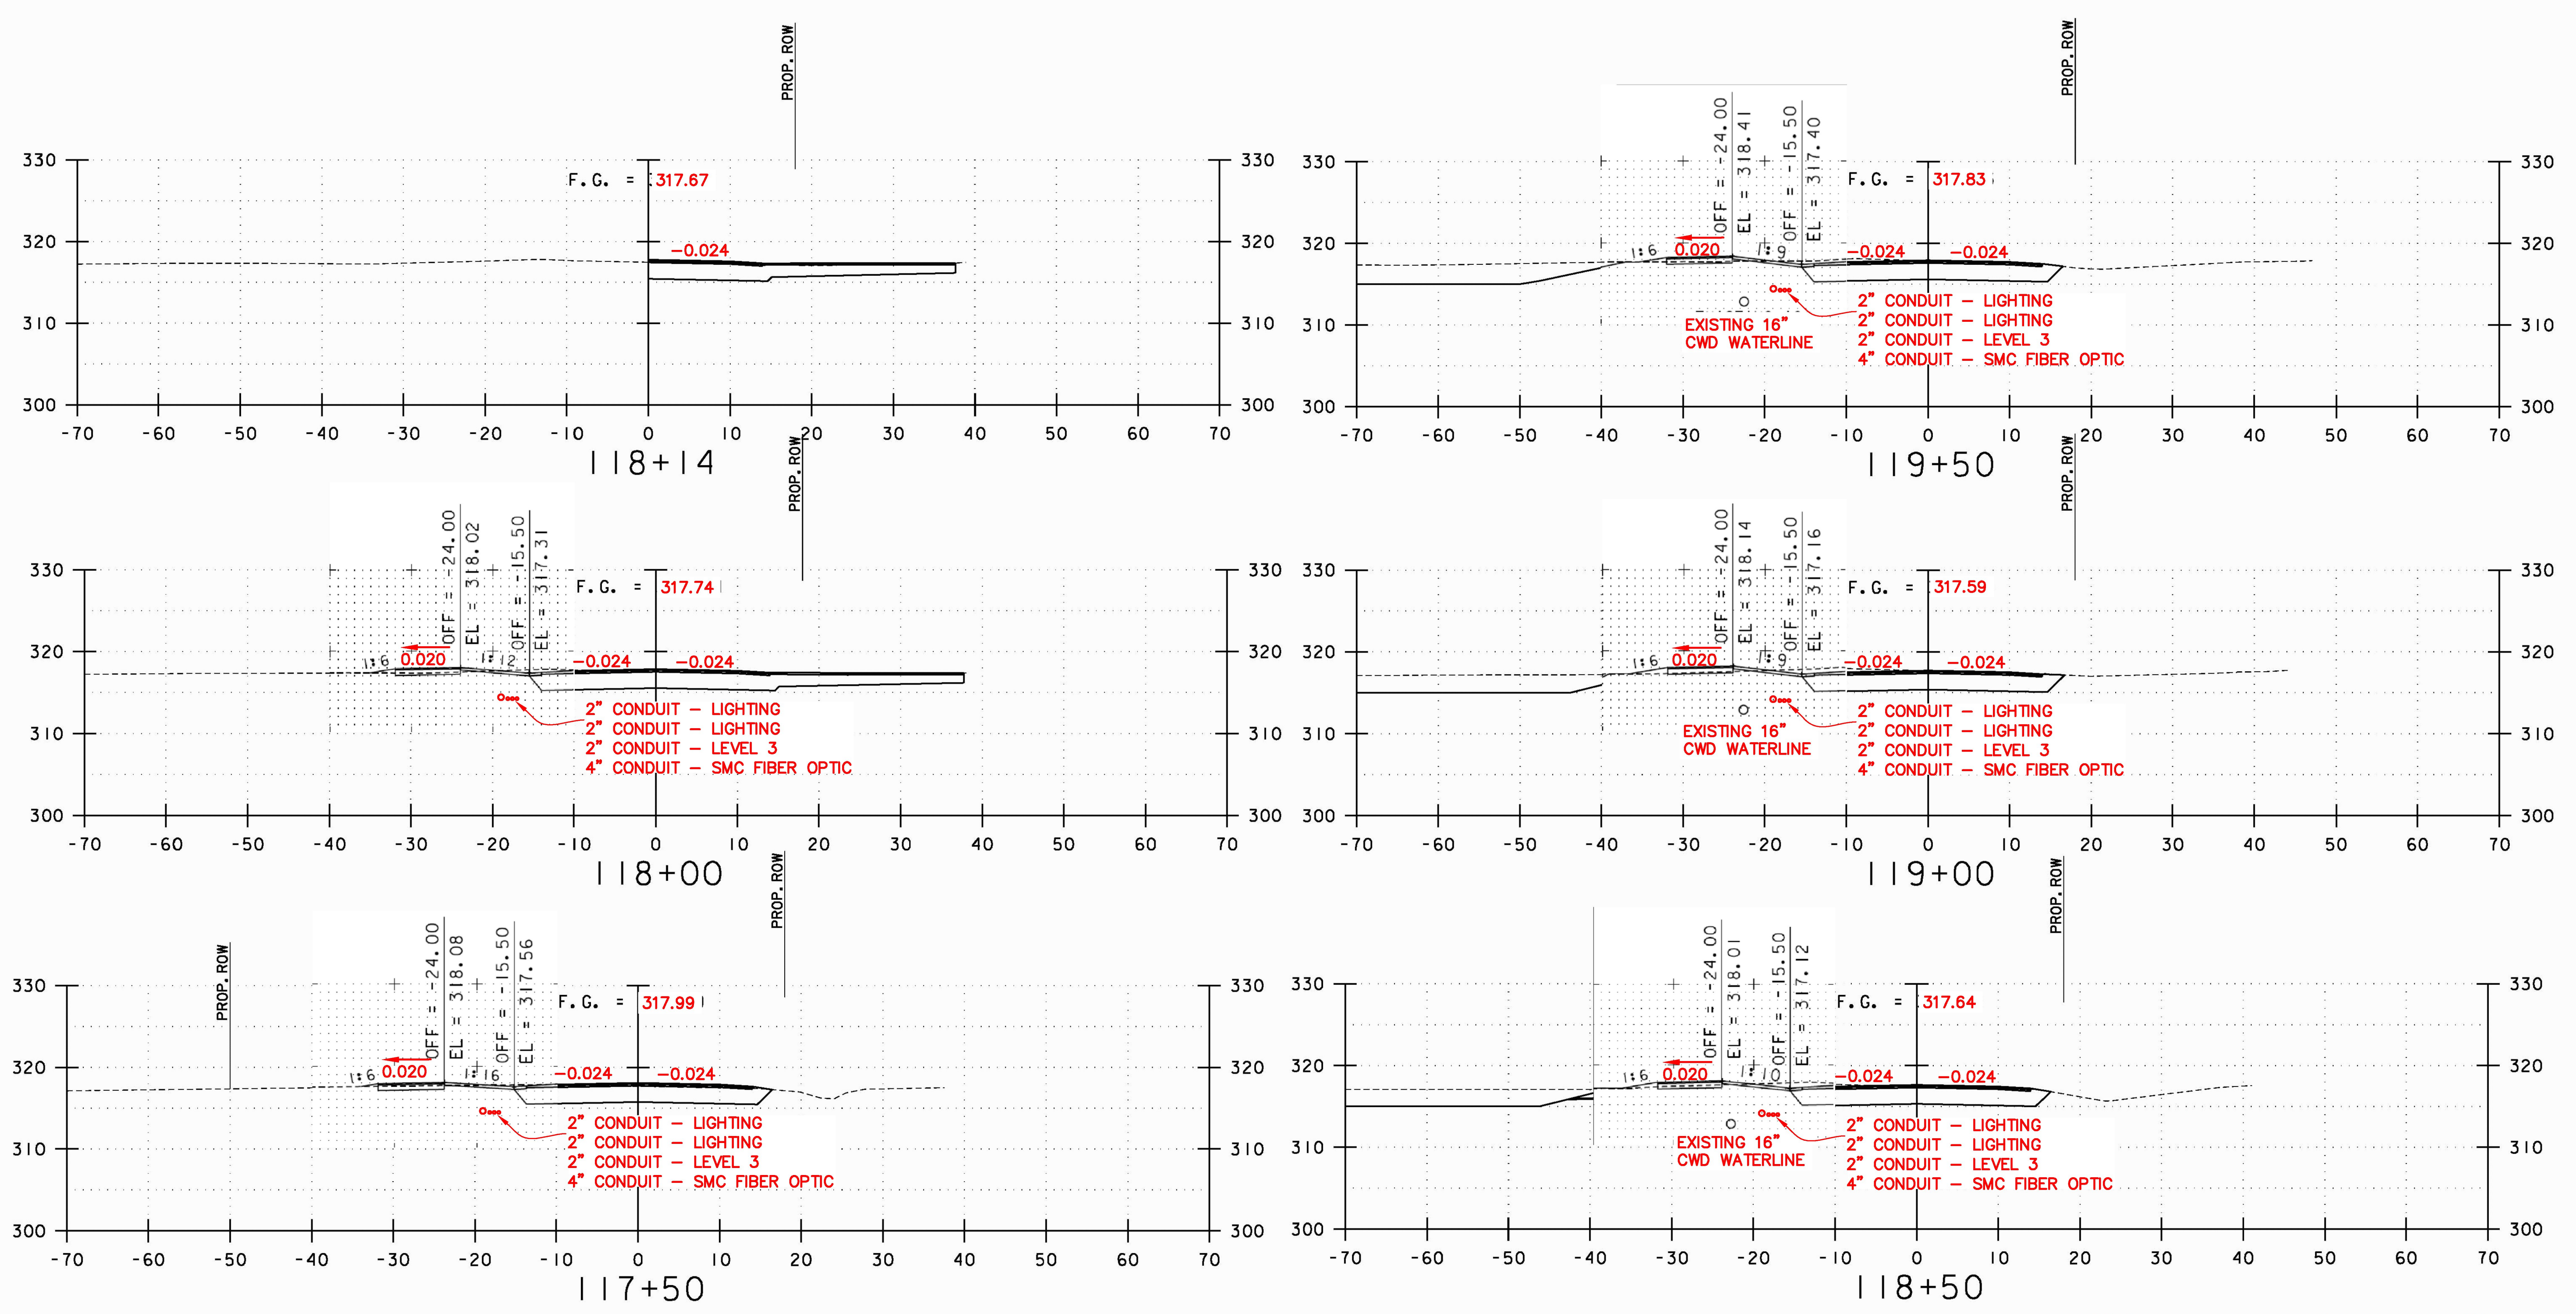 PROP. ROW
330
330
F.G. = 317.67
320
-0.024
320
310
310
300
300
-70 -60 -50 -40 -30 -20 -10 0 10 20 30 40 50 60 70
118+14
PROP. ROW
OFF = -24.00
EL = 318.02
OFF = -15.50
EL = 317.31
330
330
F.G. = 317.74
320
1:6 0.020 1:12 -0.024 -0.024
320
2" CONDUIT - LIGHTING
2" CONDUIT - LIGHTING
2" CONDUIT - LEVEL 3
4" CONDUIT - SMC FIBER OPTIC
310
310
300
300
-70 -60 -50 -40 -30 -20 -10 0 10 20 30 40 50 60 70
118+00
PROP. ROW
PROP. ROW
OFF = -24.00
EL = 318.08
OFF = -15.50
EL = 317.56
330
330
F.G. = 317.99
320
1:6 0.020 1:16 -0.024 -0.024
320
2" CONDUIT - LIGHTING
2" CONDUIT - LIGHTING
2" CONDUIT - LEVEL 3
4" CONDUIT - SMC FIBER OPTIC
310
310
300
300
-70 -60 -50 -40 -30 -20 -10 0 10 20 30 40 50 60 70
117+50
PROP. ROW
OFF = -24.00
EL = 318.41
OFF = -15.50
EL = 317.40
330
330
F.G. = 317.83
320
1:6 0.020 1:9 -0.024 -0.024
320
2" CONDUIT - LIGHTING
2" CONDUIT - LIGHTING
2" CONDUIT - LEVEL 3
4" CONDUIT - SMC FIBER OPTIC
EXISTING 16"
CWD WATERLINE
310
310
300
300
-70 -60 -50 -40 -30 -20 -10 0 10 20 30 40 50 60 70
119+50
PROP. ROW
OFF = -24.00
EL = 318.14
OFF = -15.50
EL = 317.16
330
330
F.G. = 317.59
320
1:6 0.020 1:9 -0.024 -0.024
320
2" CONDUIT - LIGHTING
2" CONDUIT - LIGHTING
2" CONDUIT - LEVEL 3
4" CONDUIT - SMC FIBER OPTIC
EXISTING 16"
CWD WATERLINE
310
310
300
300
-70 -60 -50 -40 -30 -20 -10 0 10 20 30 40 50 60 70
119+00
PROP. ROW
OFF = -24.00
EL = 318.01
OFF = -15.50
EL = 317.12
330
330
F.G. = 317.64
320
1:6 0.020 1:10 -0.024 -0.024
320
2" CONDUIT - LIGHTING
2" CONDUIT - LIGHTING
2" CONDUIT - LEVEL 3
4" CONDUIT - SMC FIBER OPTIC
EXISTING 16"
CWD WATERLINE
310
310
300
300
-70 -60 -50 -40 -30 -20 -10 0 10 20 30 40 50 60 70
118+50